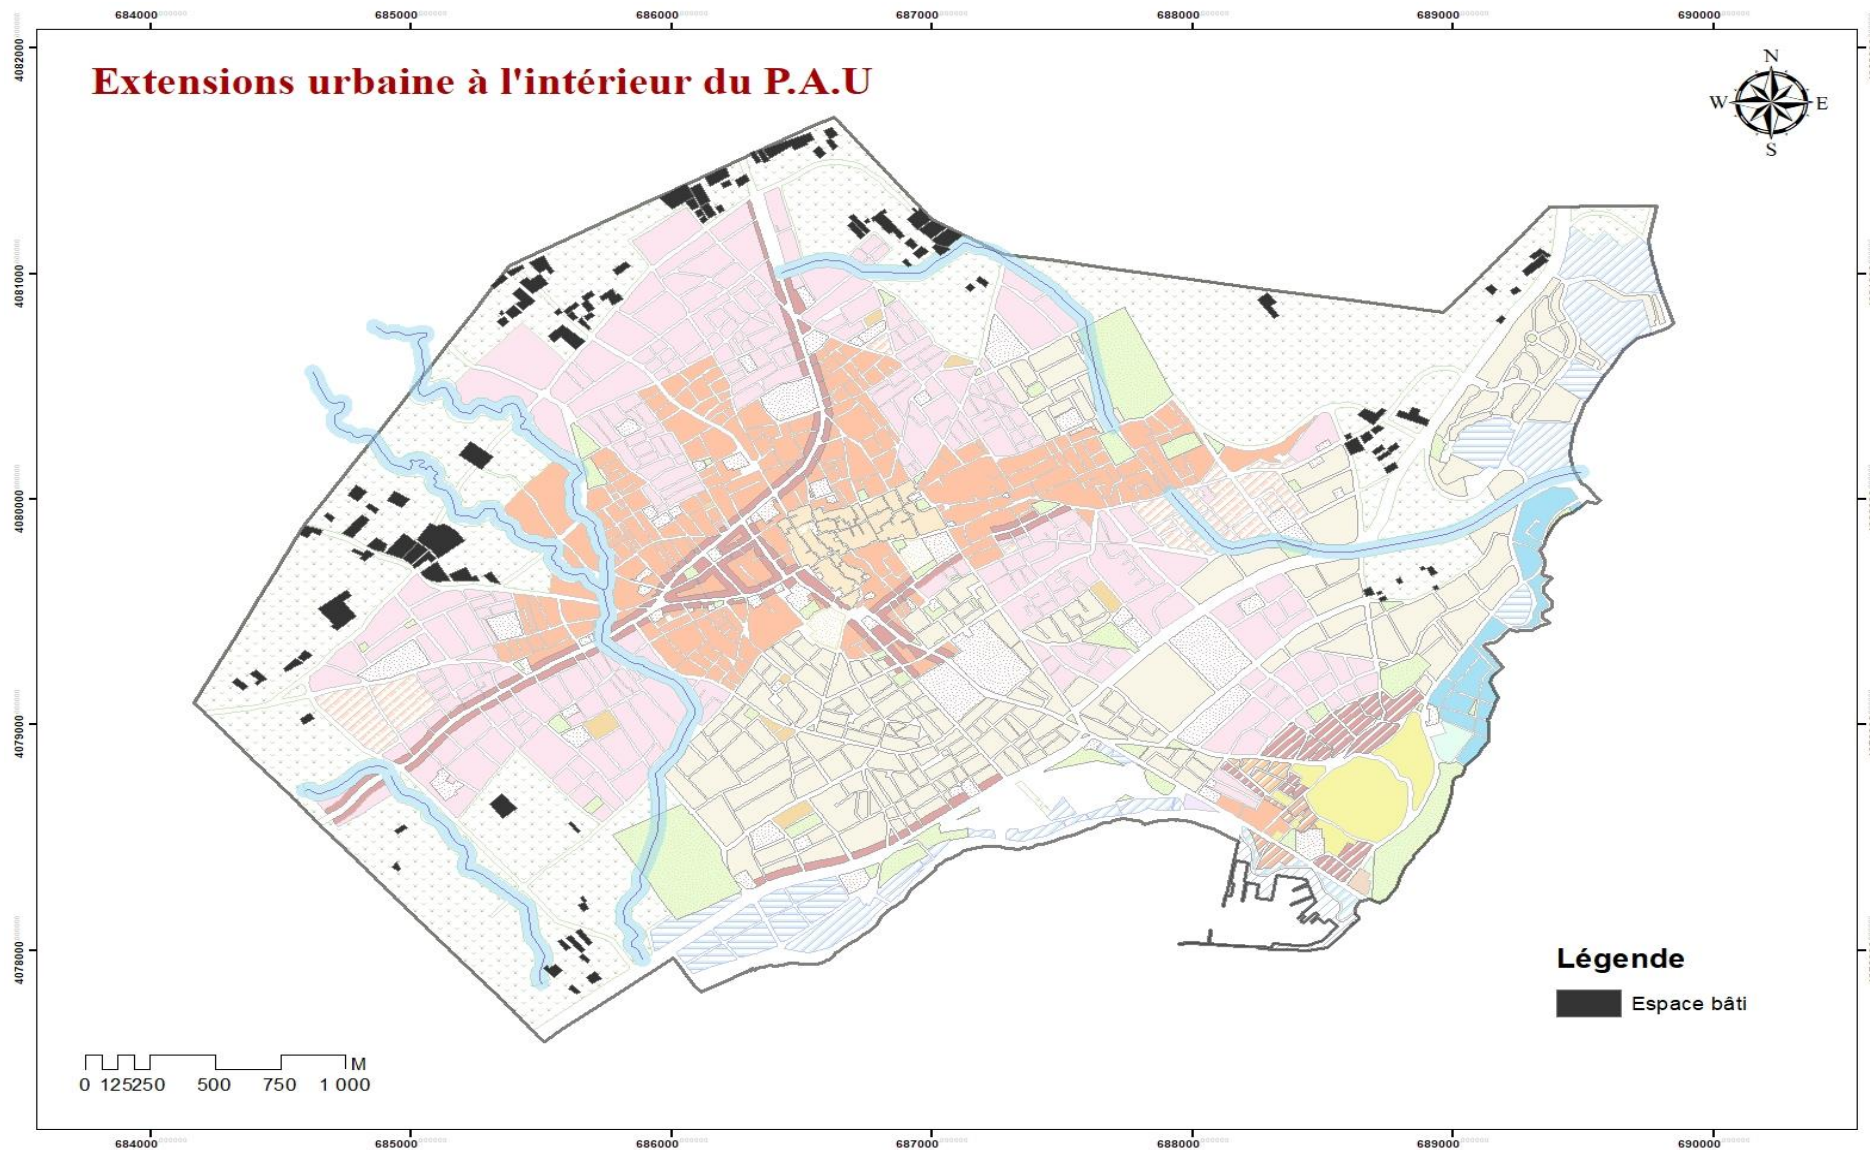 684000 685000 686000 687000 688000 689000 690000
4082000
Extensions urbaine à l'intérieur du P.A.U
N
W E
S
4081000
4080000
4079000
4078000
Légende
Espace bâti
M
0 125250 500 750 1 000
684000 685000 686000 687000 688000 689000 690000